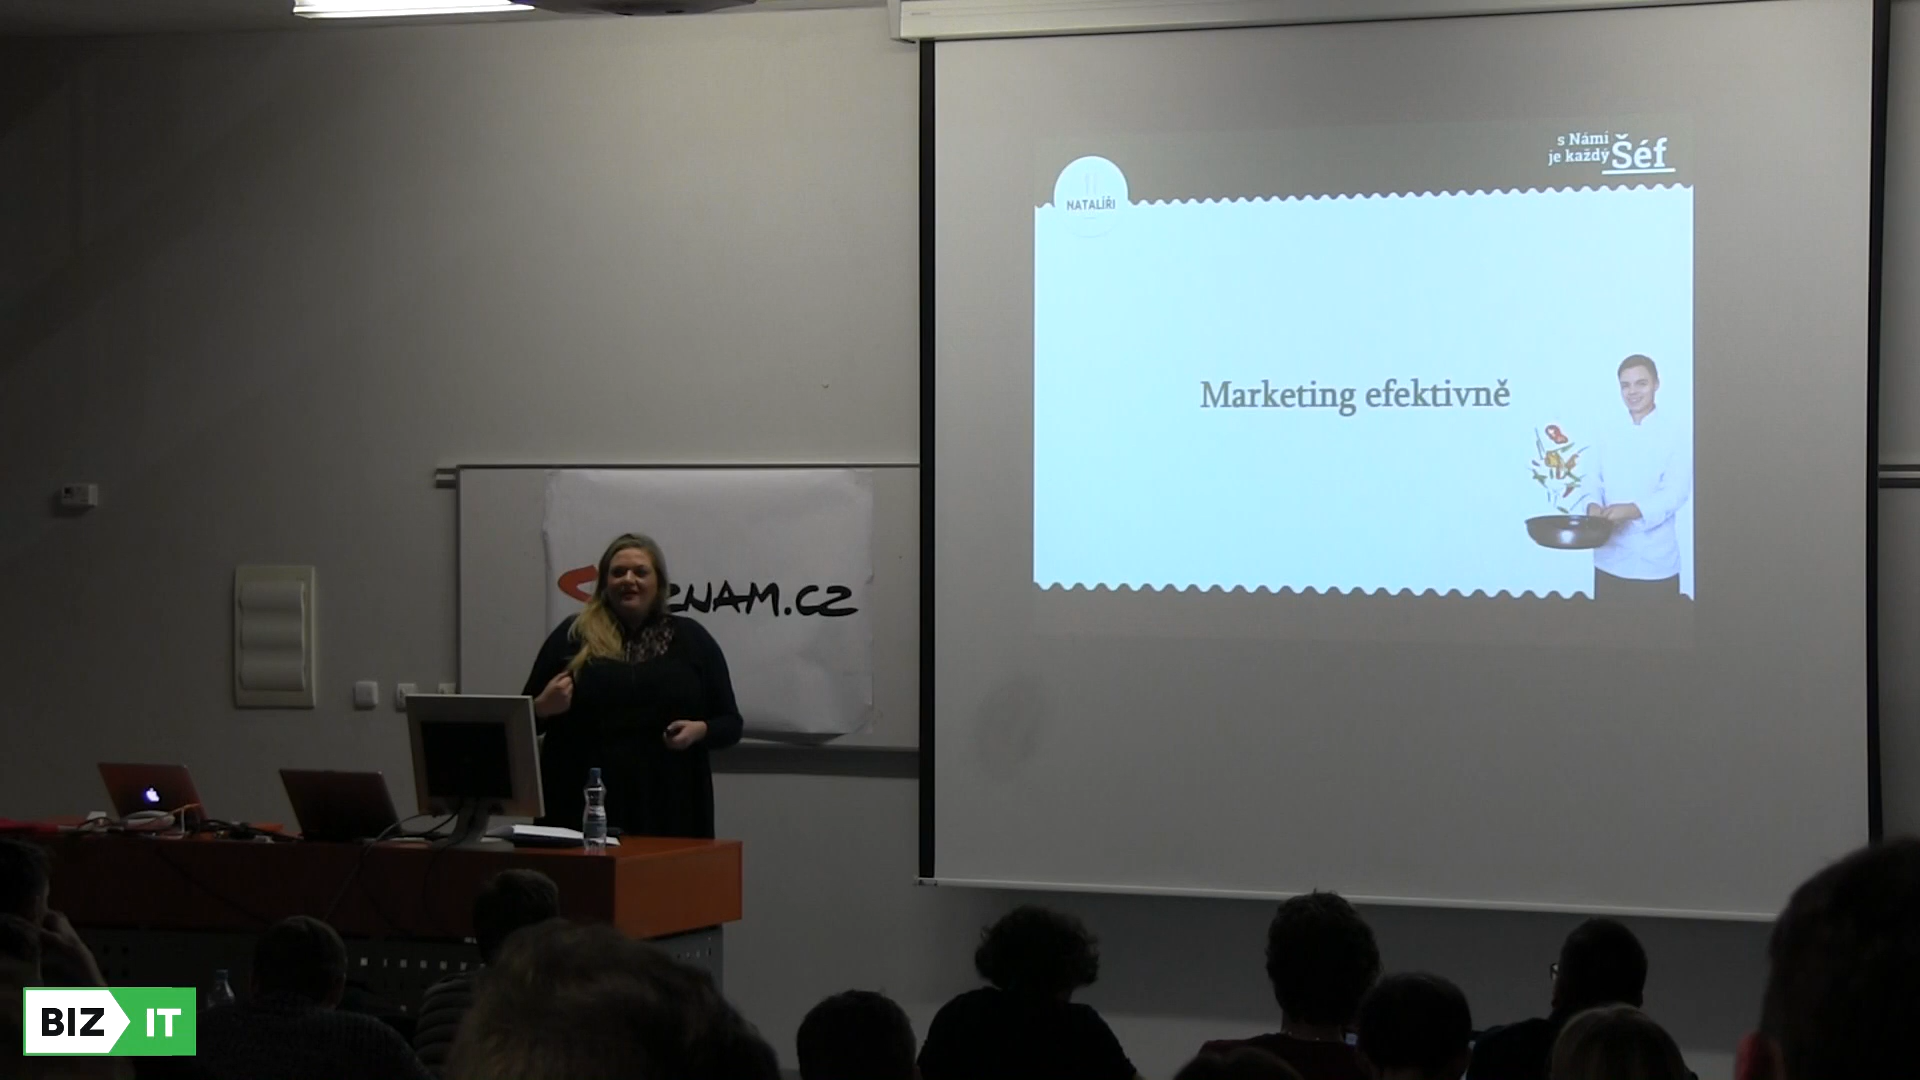 s Námi
je každý Šéf
NATALÍŘI
Marketing efektivně
ZNAM.CZ
BIZ IT